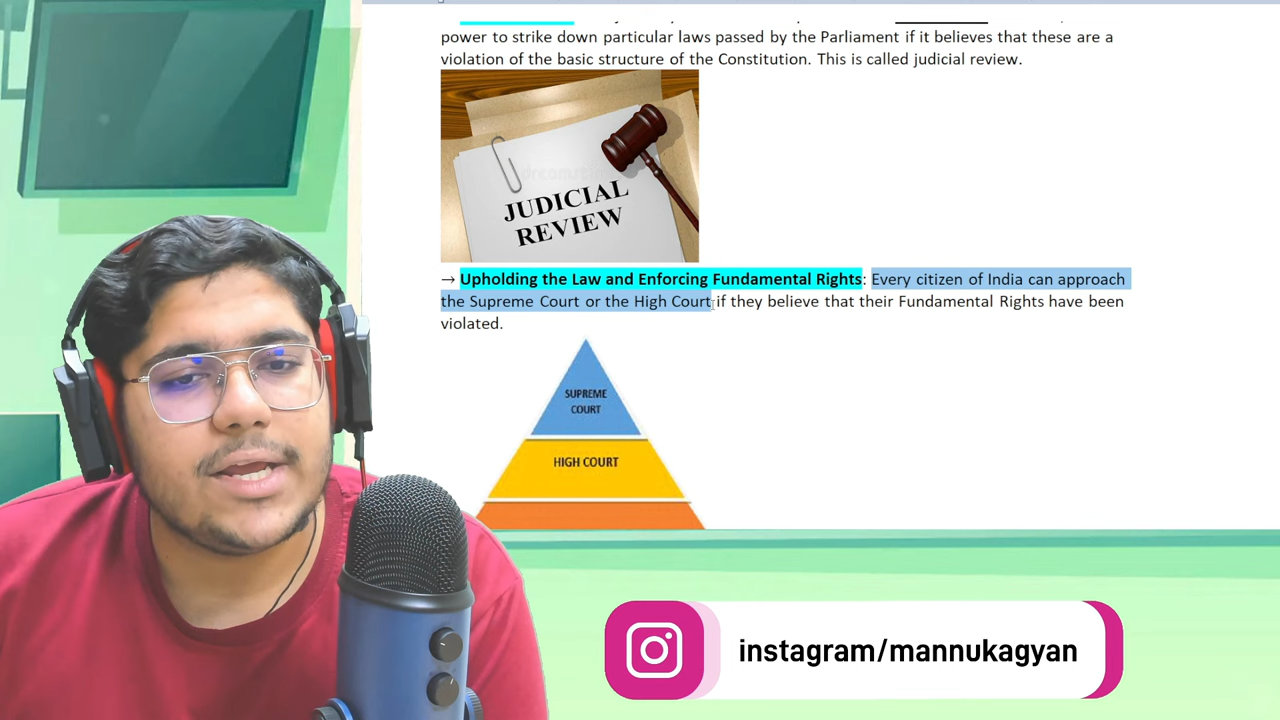 power to strike down particular laws passed by the Parliament if it believes that these are a
violation of the basic structure of the Constitution. This is called judicial review.
JUDICIAL
REVIEW
→ Upholding the Law and Enforcing Fundamental Rights: Every citizen of India can approach
the Supreme Court or the High Court if they believe that their Fundamental Rights have been
violated.
SUPREME
COURT
HIGH COURT
instagram/mannukagyan